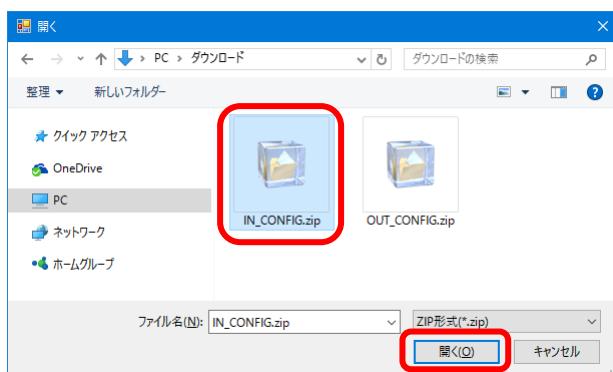 開く
PC > ダウンロード
ダウンロードの検索
整理 新しいフォルダー
クイック アクセス
OneDrive
PC
ネットワーク
ホームグループ
IN_CONFIG.zip
OUT_CONFIG.zip
ファイル名(N): IN_CONFIG.zip
ZIP形式(*.zip)
開く(O)
キャンセル